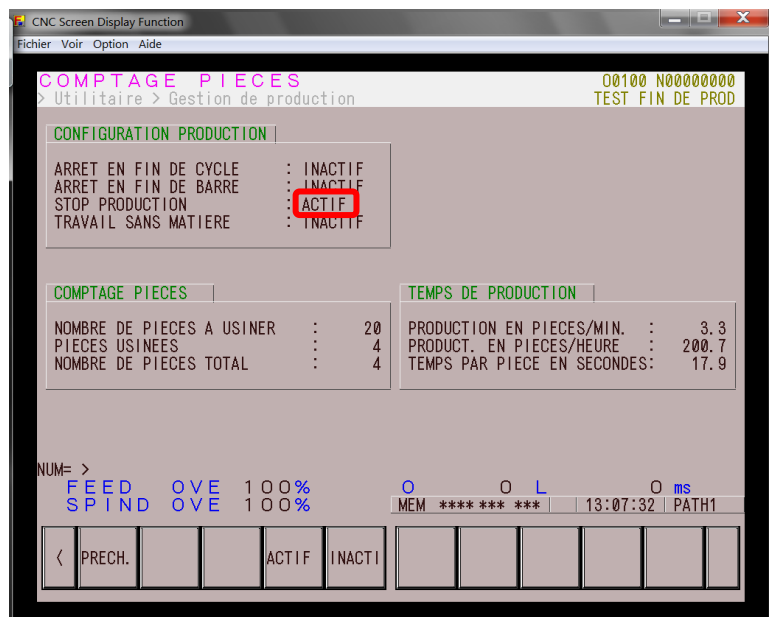 CNC Screen Display Function
Fichier Voir Option Aide
COMPTAGE PIECES
O0100 N00000000
> Utilitaire > Gestion de production
TEST FIN DE PROD
CONFIGURATION PRODUCTION
ARRET EN FIN DE CYCLE : INACTIF
ARRET EN FIN DE BARRE : INACTIF
STOP PRODUCTION : ACTIF
TRAVAIL SANS MATIERE : INACTIF
COMPTAGE PIECES
NOMBRE DE PIECES A USINER : 20
PIECES USINEES : 4
NOMBRE DE PIECES TOTAL : 4
TEMPS DE PRODUCTION
PRODUCTION EN PIECES/MIN. : 3.3
PRODUCT. EN PIECES/HEURE : 200.7
TEMPS PAR PIECE EN SECONDES: 17.9
NUM= >
FEED OVE 100% O O L O ms
SPIND OVE 100% MEM **** *** *** 13:07:32 PATH1
< PRECH. ACTIF INACTI